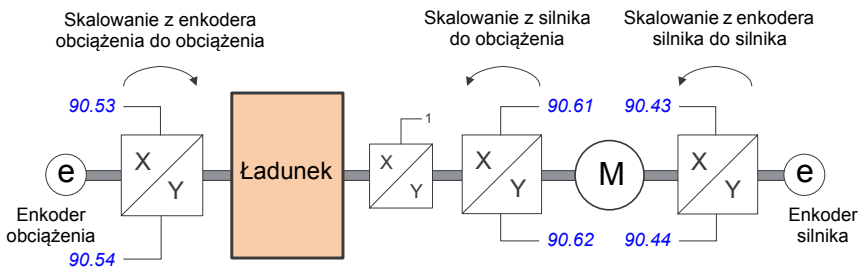 Skalowanie z enkodera
obciążenia do obciążenia
Skalowanie z silnika
do obciążenia
Skalowanie z enkodera
silnika do silnika
90.53
90.61
90.43
1
e
X
Y
Ładunek
X
Y
X
Y
M
X
Y
e
Enkoder
obciążenia
Enkoder
silnika
90.54
90.62
90.44